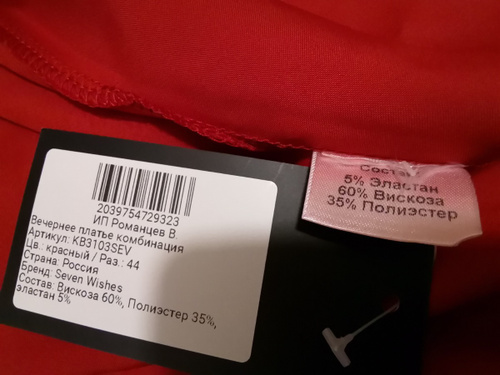 Состав
5% Эластан
60% Вискоза
35% Полиэстер
2039754729323
ИП Романцев В.
Вечернее платье комбинация
Артикул: KB3103SEV
Цв.: красный / Раз.: 44
Страна: Россия
Бренд: Seven Wishes
Состав: Вискоза 60%, Полиэстер 35%,
эластан 5%